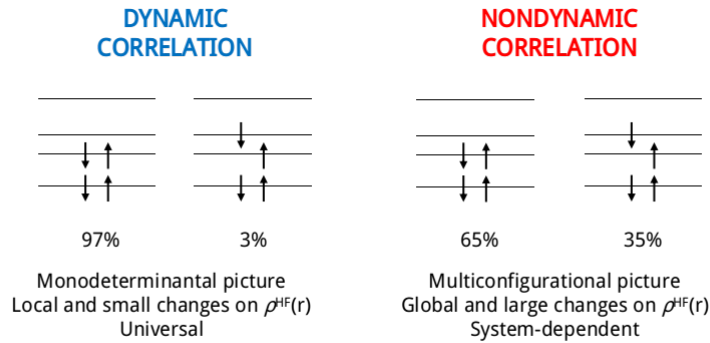 DYNAMIC
CORRELATION
97%
3%
Monodeterminantal picture
Local and small changes on ρᴴᶠ(r)
Universal
NONDYNAMIC
CORRELATION
65%
35%
Multiconfigurational picture
Global and large changes on ρᴴᶠ(r)
System-dependent